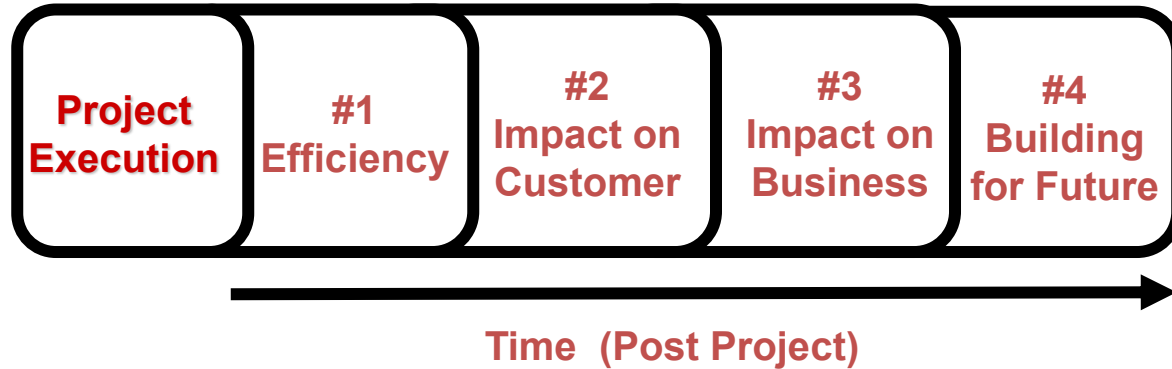 Project
Execution
#1
Efficiency
#2
Impact on
Customer
#3
Impact on
Business
#4
Building
for Future
Time (Post Project)